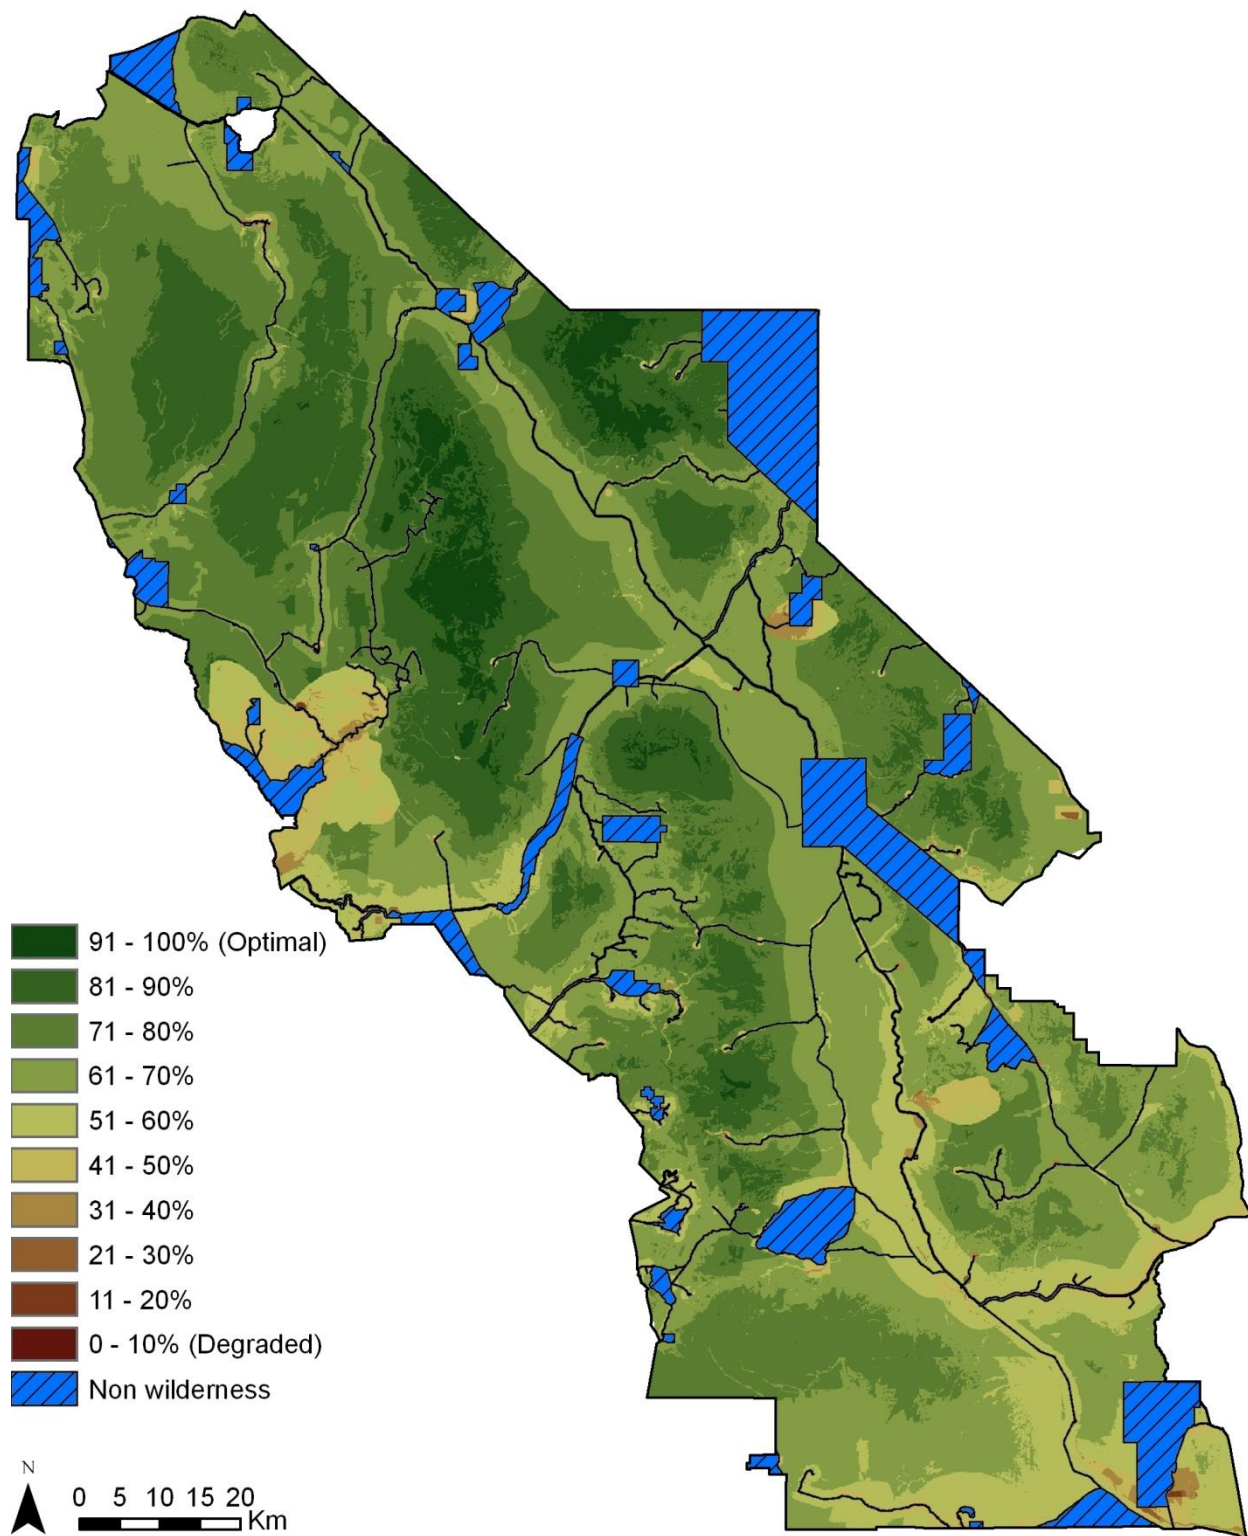 91 - 100% (Optimal)
81 - 90%
71 - 80%
61 - 70%
51 - 60%
41 - 50%
31 - 40%
21 - 30%
11 - 20%
0 - 10% (Degraded)
Non wilderness
N
0 5 10 15 20
Km